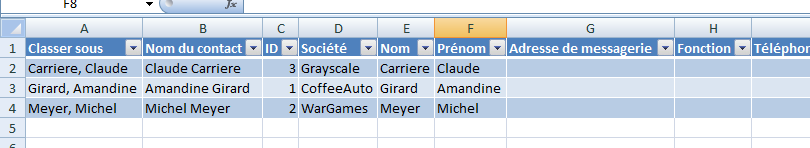 F8 fx
A B C D E F G H
1 Classer sous Nom du contact ID Société Nom Prénom Adresse de messagerie Fonction Téléphon
2 Carriere, Claude Claude Carriere 3 Grayscale Carriere Claude
3 Girard, Amandine Amandine Girard 1 CoffeeAuto Girard Amandine
4 Meyer, Michel Michel Meyer 2 WarGames Meyer Michel
5